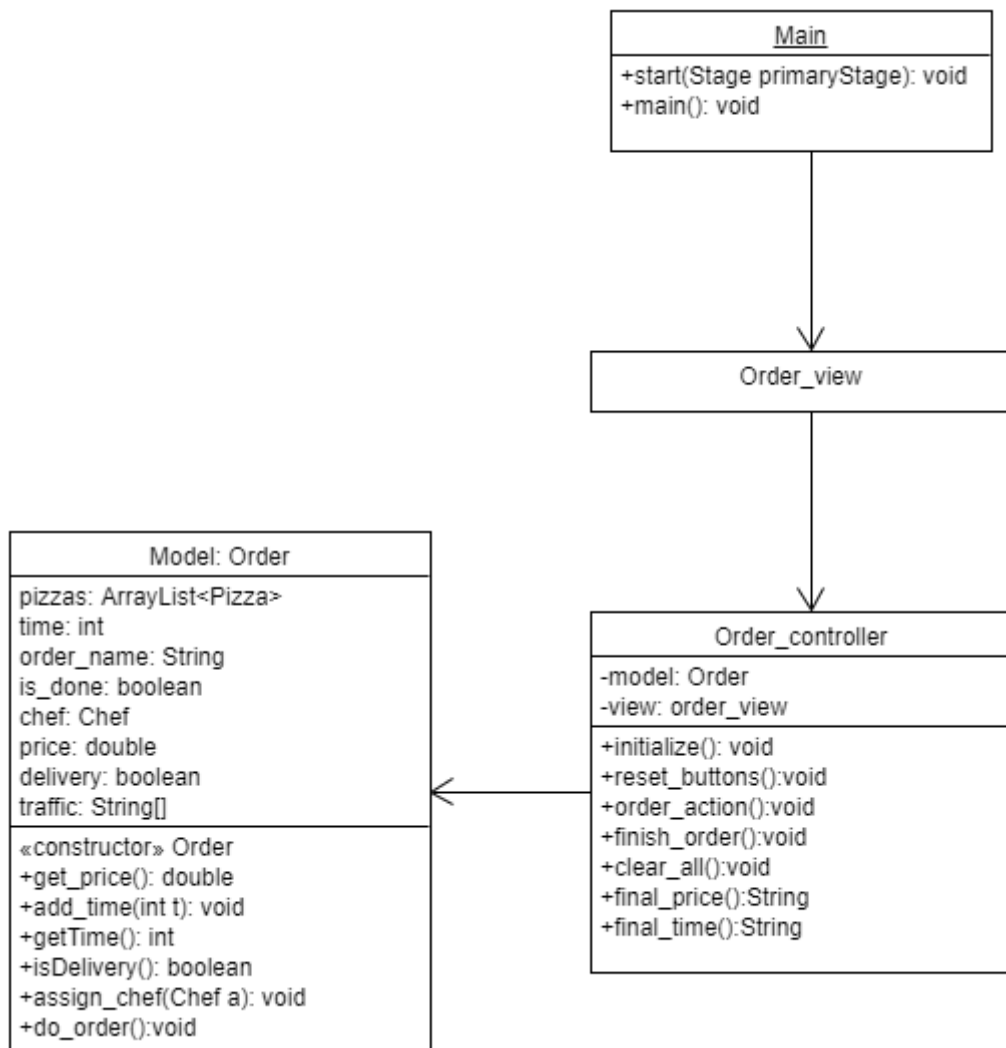 Main
+start(Stage primaryStage): void
+main(): void
Order_view
Model: Order
pizzas: ArrayList<Pizza>
time: int
order_name: String
is_done: boolean
chef: Chef
price: double
delivery: boolean
traffic: String[]
«constructor» Order
+get_price(): double
+add_time(int t): void
+getTime(): int
+isDelivery(): boolean
+assign_chef(Chef a): void
+do_order():void
Order_controller
-model: Order
-view: order_view
+initialize(): void
+reset_buttons():void
+order_action():void
+finish_order():void
+clear_all():void
+final_price():String
+final_time():String